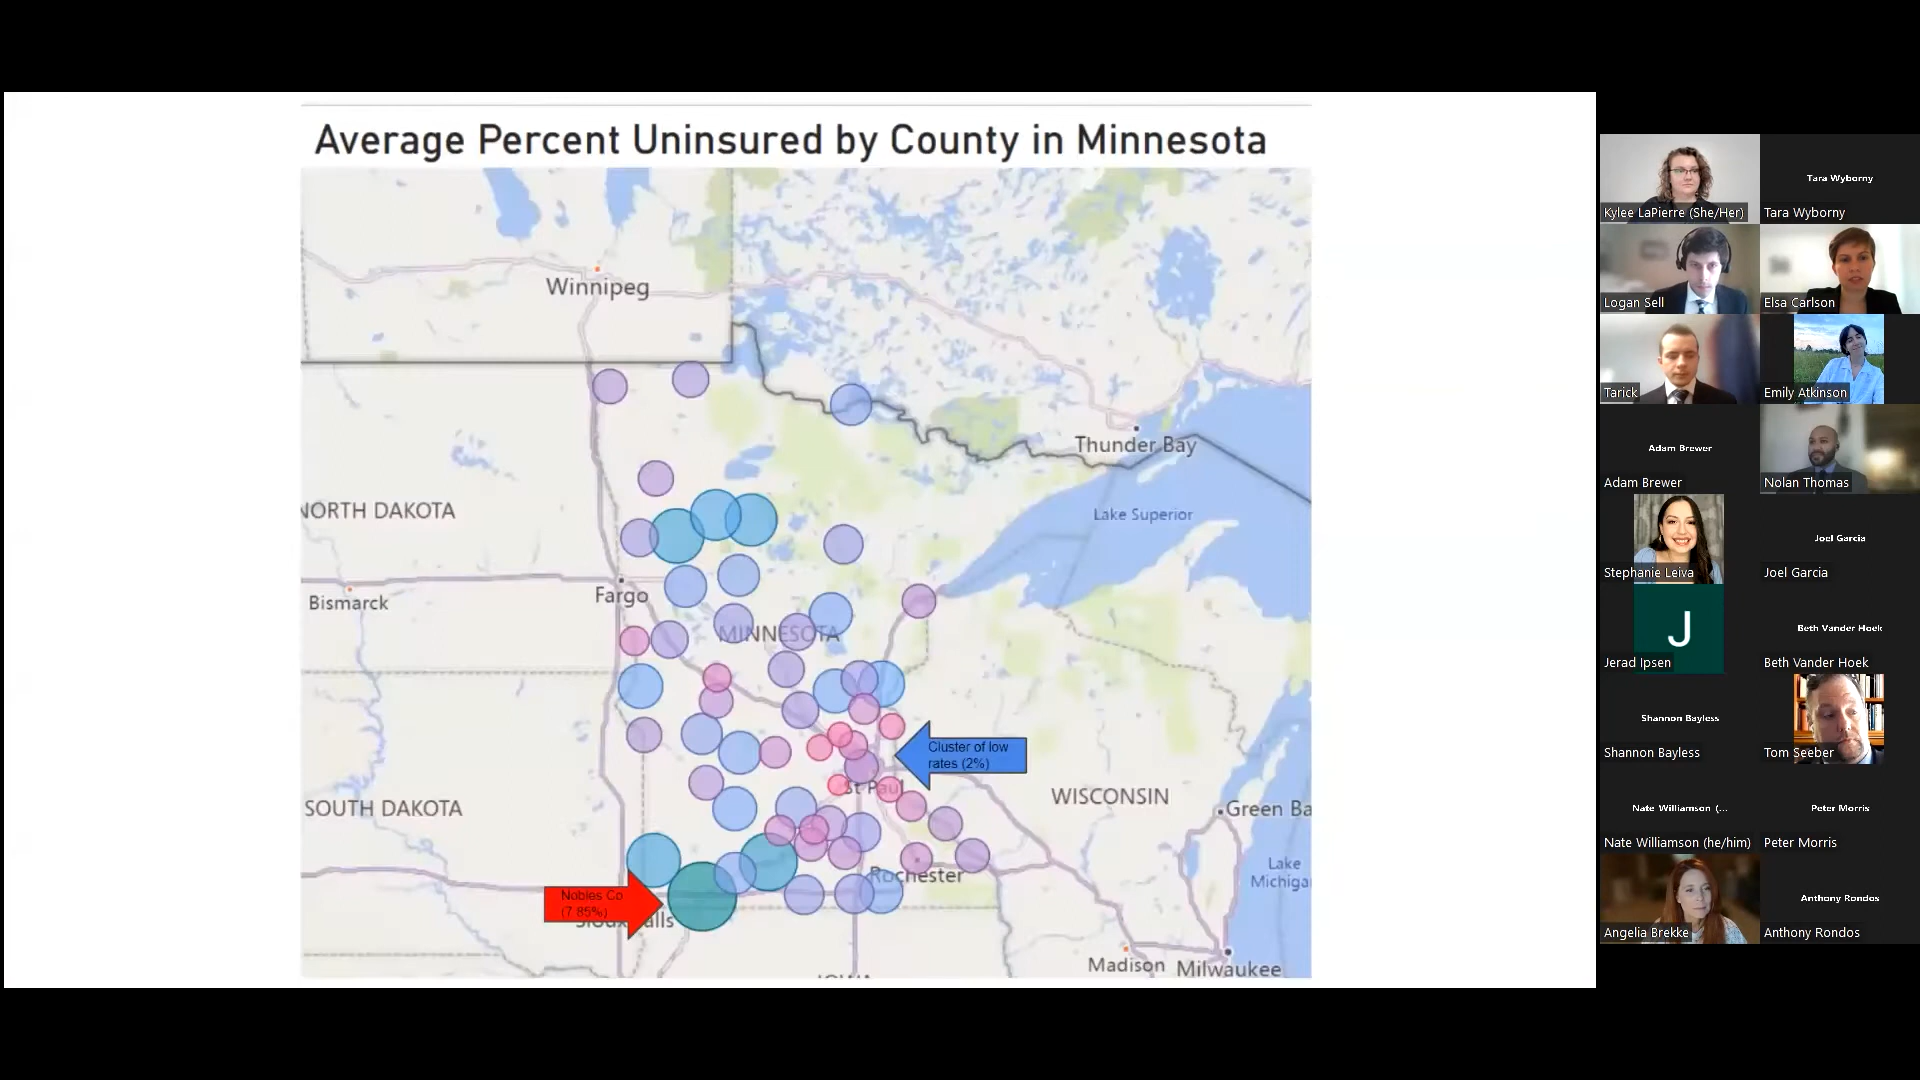 Average Percent Uninsured by County in Minnesota
Winnipeg
Thunder Bay
Lake Superior
NORTH DAKOTA
Fargo
Bismarck
MINNESOTA
Cluster of low
rates (2%)
St Paul
WISCONSIN
SOUTH DAKOTA
Green Ba
Lake
Michiga
Rochester
Nobles Co
(7.85%)
Sioux Falls
Madison
Milwaukee
IOWA
Kylee LaPierre (She/Her)
Tara Wyborny
Tara Wyborny
Logan Sell
Elsa Carlson
Tarick
Emily Atkinson
Adam Brewer
Adam Brewer
Nolan Thomas
Stephanie Leiva
Joel Garcia
Joel Garcia
J
Jerad Ipsen
Beth Vander Hoek
Beth Vander Hoek
Shannon Bayless
Shannon Bayless
Tom Seeber
Nate Williamson (...
Nate Williamson (he/him)
Peter Morris
Peter Morris
Angelia Brekke
Anthony Rondos
Anthony Rondos